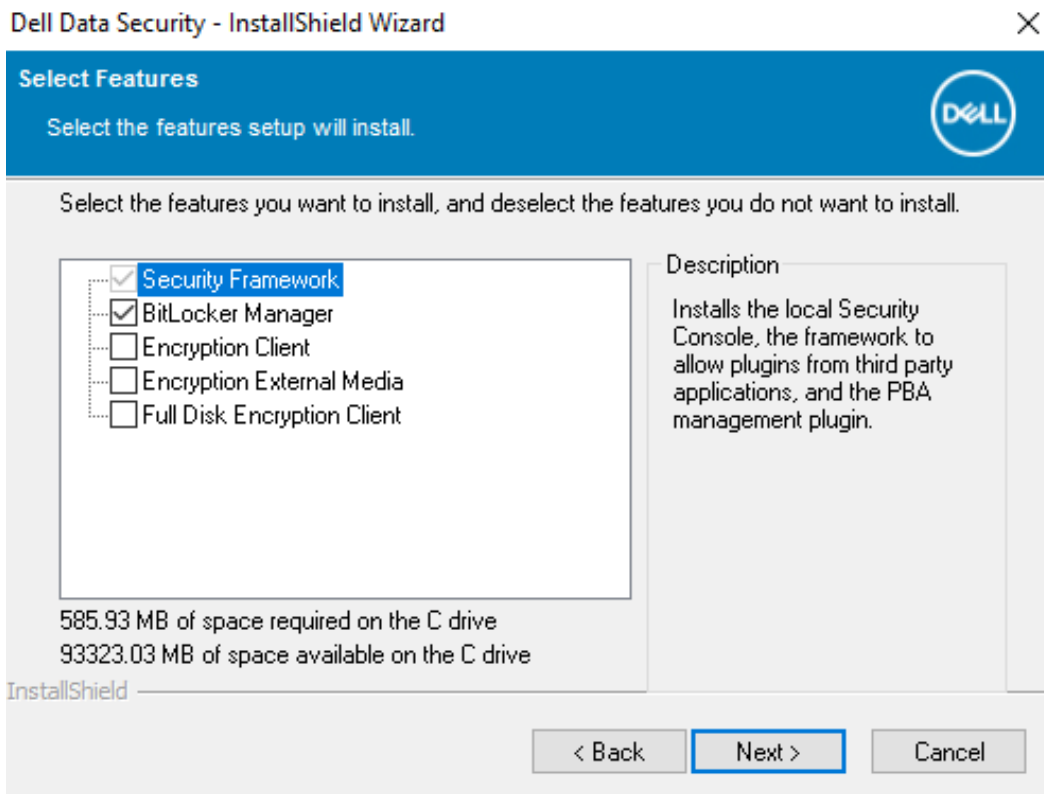 Dell Data Security - InstallShield Wizard
Select Features
Select the features setup will install.
DELL
Select the features you want to install, and deselect the features you do not want to install.
Security Framework
BitLocker Manager
Encryption Client
Encryption External Media
Full Disk Encryption Client
Description
Installs the local Security
Console, the framework to
allow plugins from third party
applications, and the PBA
management plugin.
585.93 MB of space required on the C drive
93323.03 MB of space available on the C drive
InstallShield
< Back
Next >
Cancel